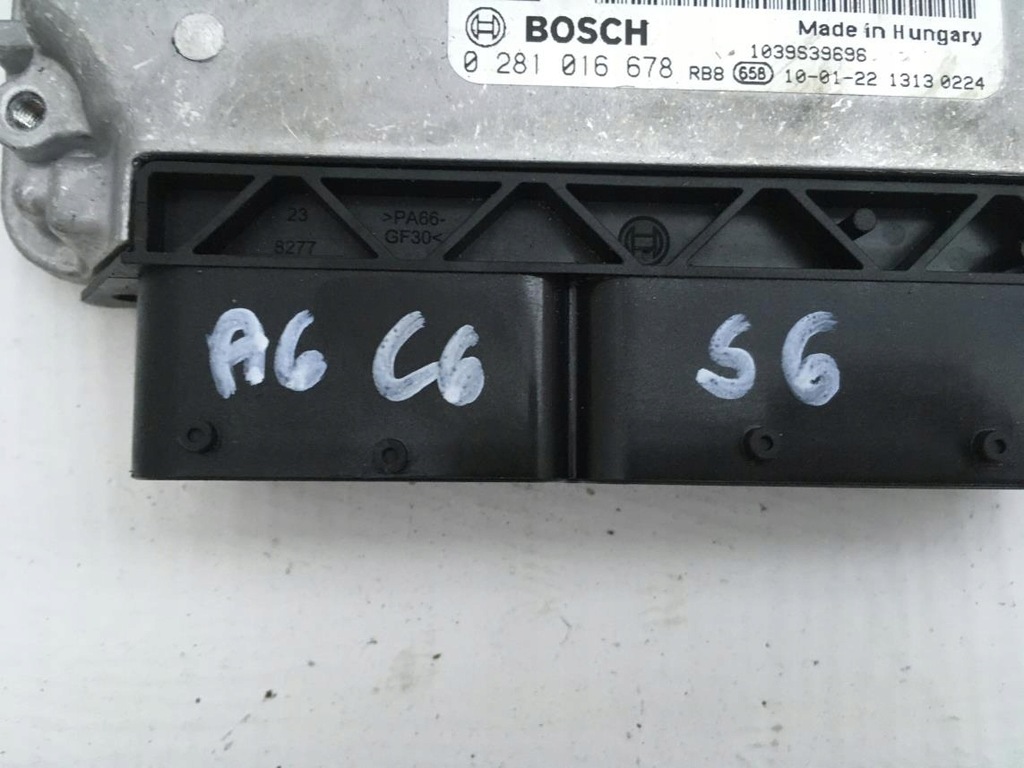 BOSCH Made in Hungary
1039S39696
0 281 016 678 RB8 658 10-01-22 1313 0224
23 >PA66-
8277 GF30<
A6 C6 S6